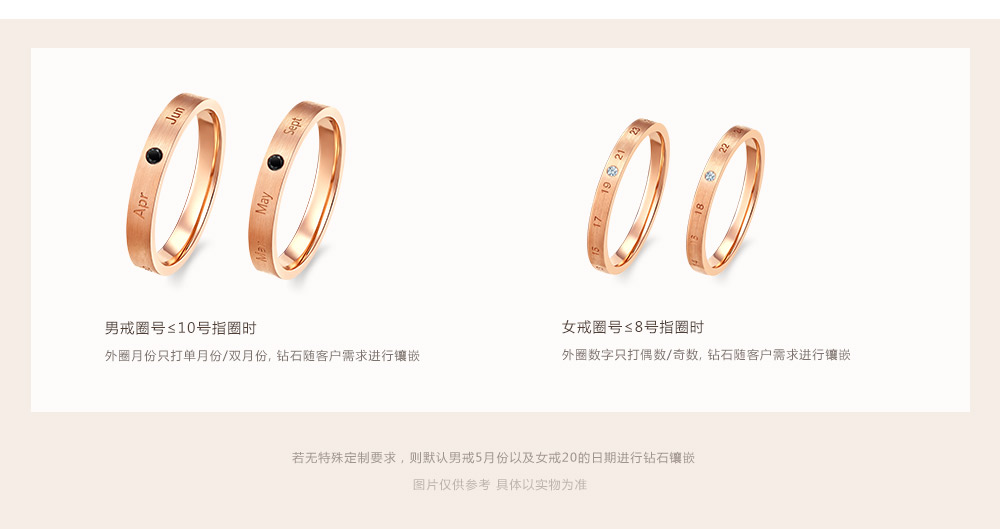 Jun
Apr
Sept
May
Mar
23
21
19
17
15
22
18
男戒圈号≤10号指圈时
外圈月份只打单月份/双月份, 钻石随客户需求进行镶嵌
女戒圈号≤8号指圈时
外圈数字只打偶数/奇数, 钻石随客户需求进行镶嵌
若无特殊定制要求，则默认男戒5月份以及女戒20的日期进行钻石镶嵌
图片仅供参考 具体以实物为准